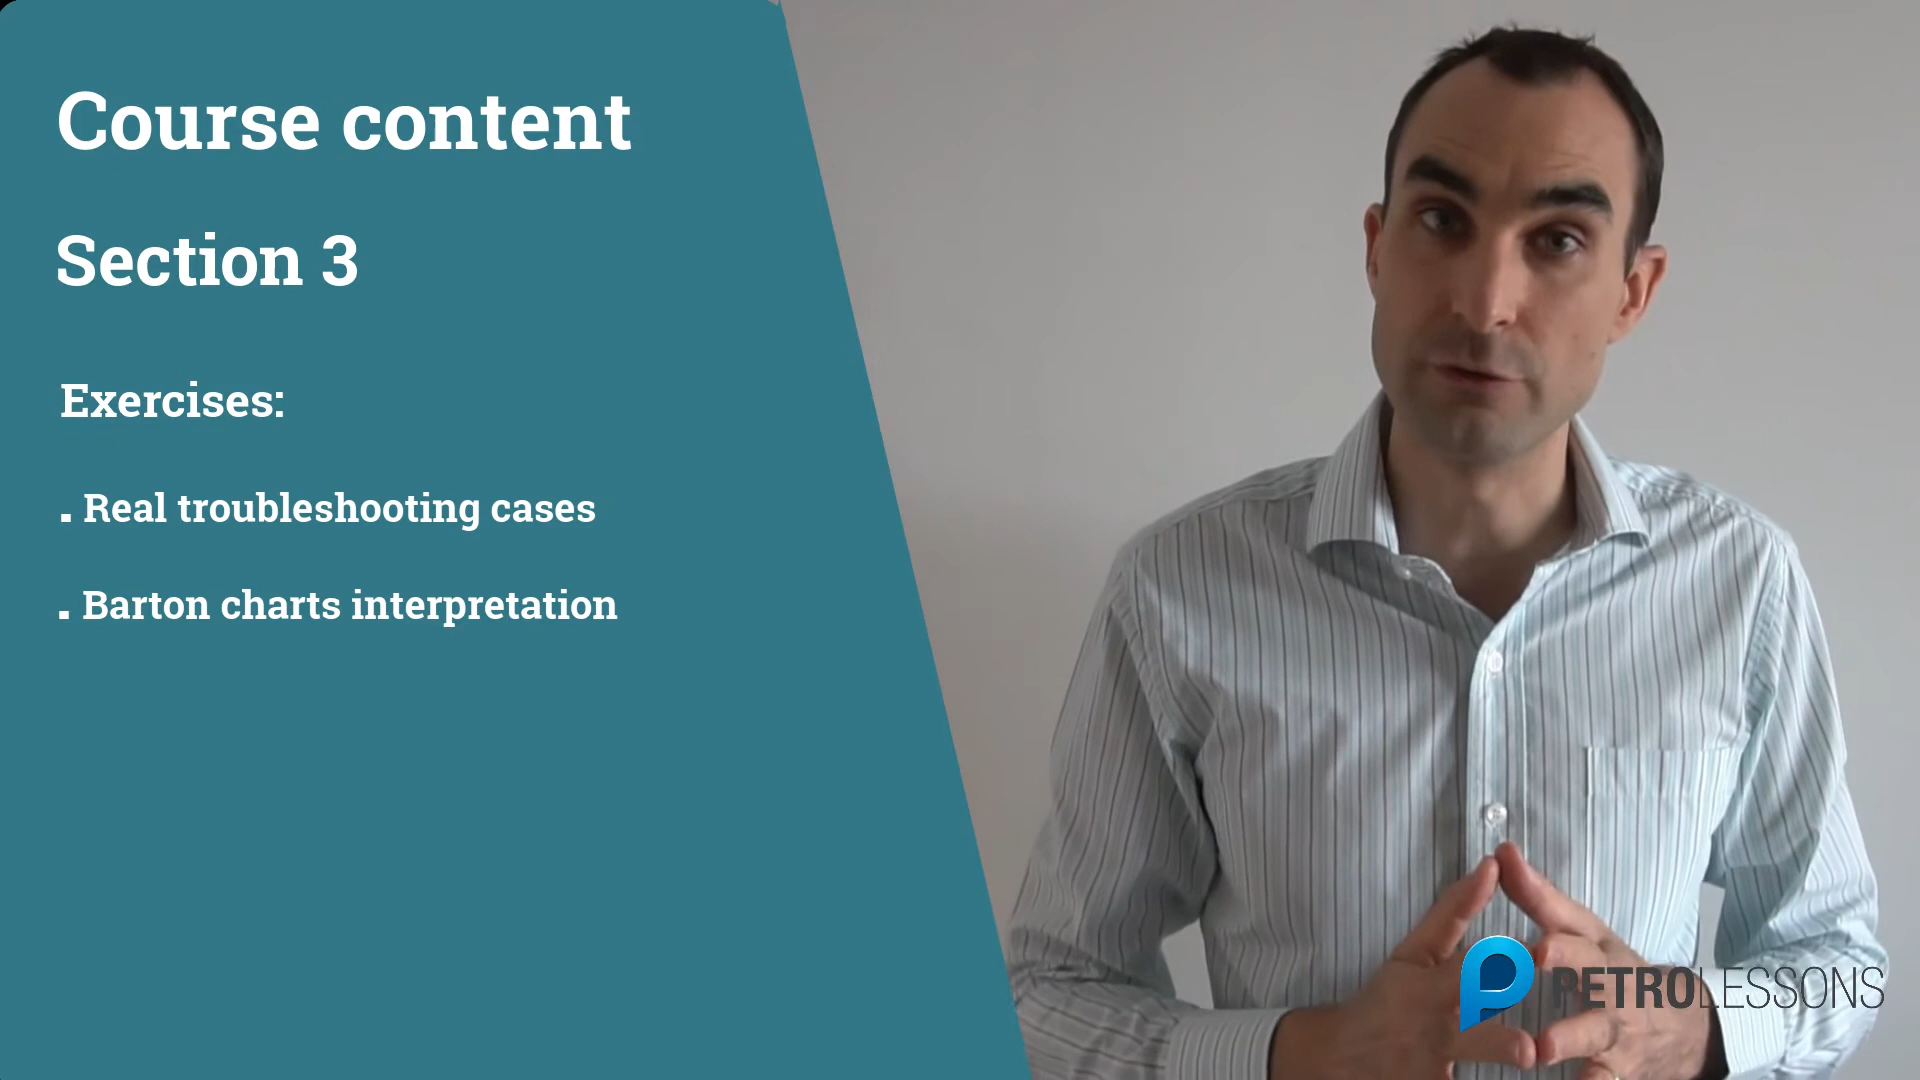 Course content
Section 3
Exercises:
. Real troubleshooting cases
. Barton charts interpretation
PETROLESSONS